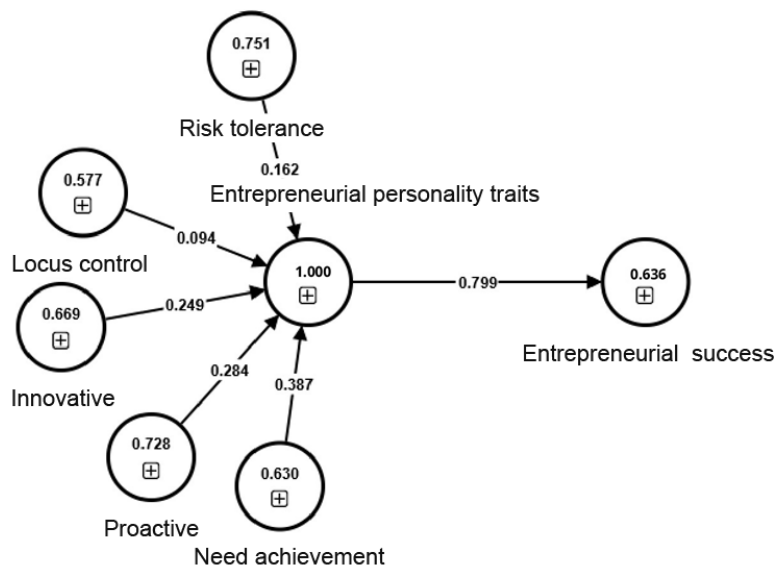 0.751
Risk tolerance
0.162
0.577
Entrepreneurial personality traits
0.094
Locus control
1.000
0.799
0.636
0.669
0.249
Entrepreneurial success
Innovative
0.284
0.387
0.728
0.630
Proactive
Need achievement